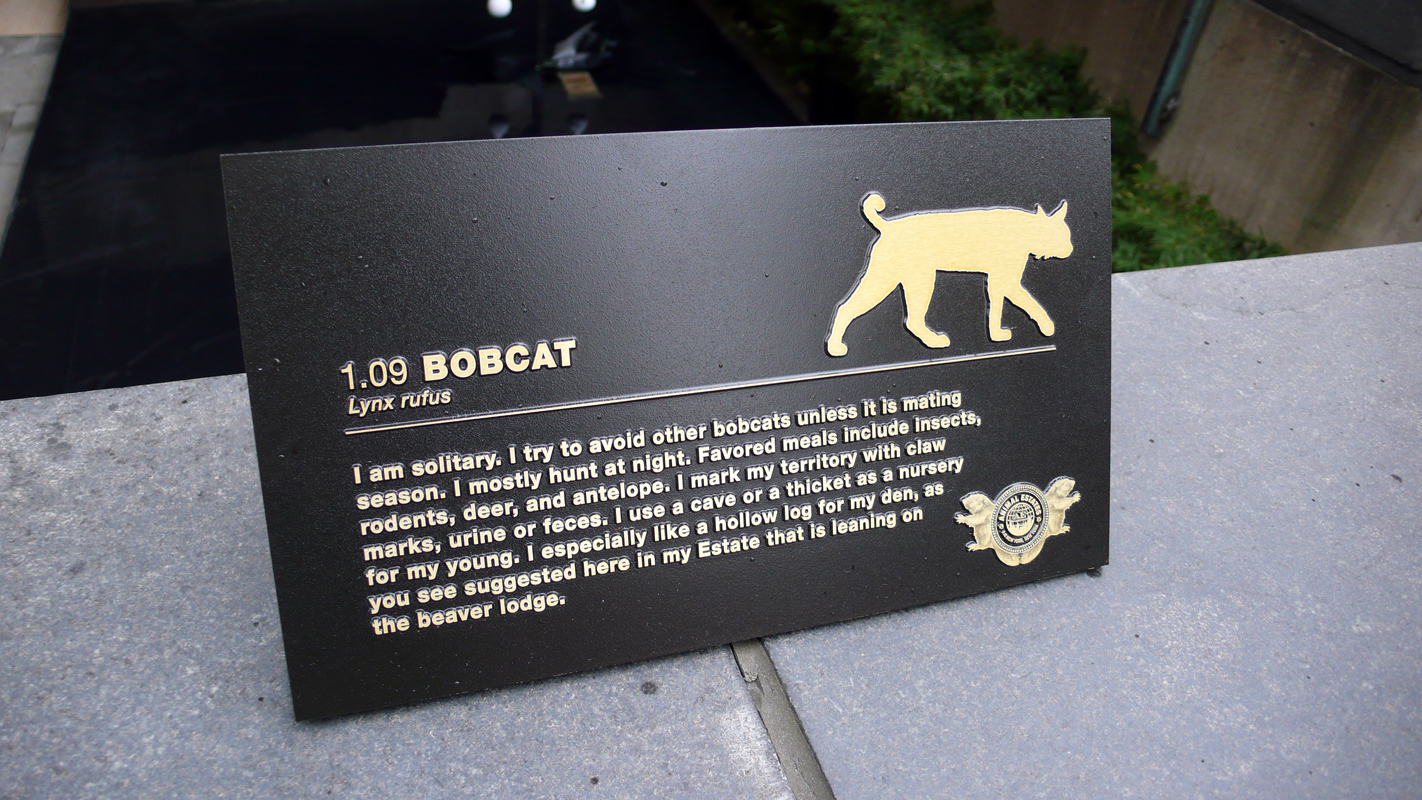 1.09 BOBCAT
Lynx rufus
I am solitary. I try to avoid other bobcats unless it is mating
season. I mostly hunt at night. Favored meals include insects,
rodents, deer, and antelope. I mark my territory with claw
marks, urine or feces. I use a cave or a thicket as a nursery
for my young. I especially like a hollow log for my den, as
you see suggested here in my Estate that is leaning on
the beaver lodge.
ANIMAL ESTATES